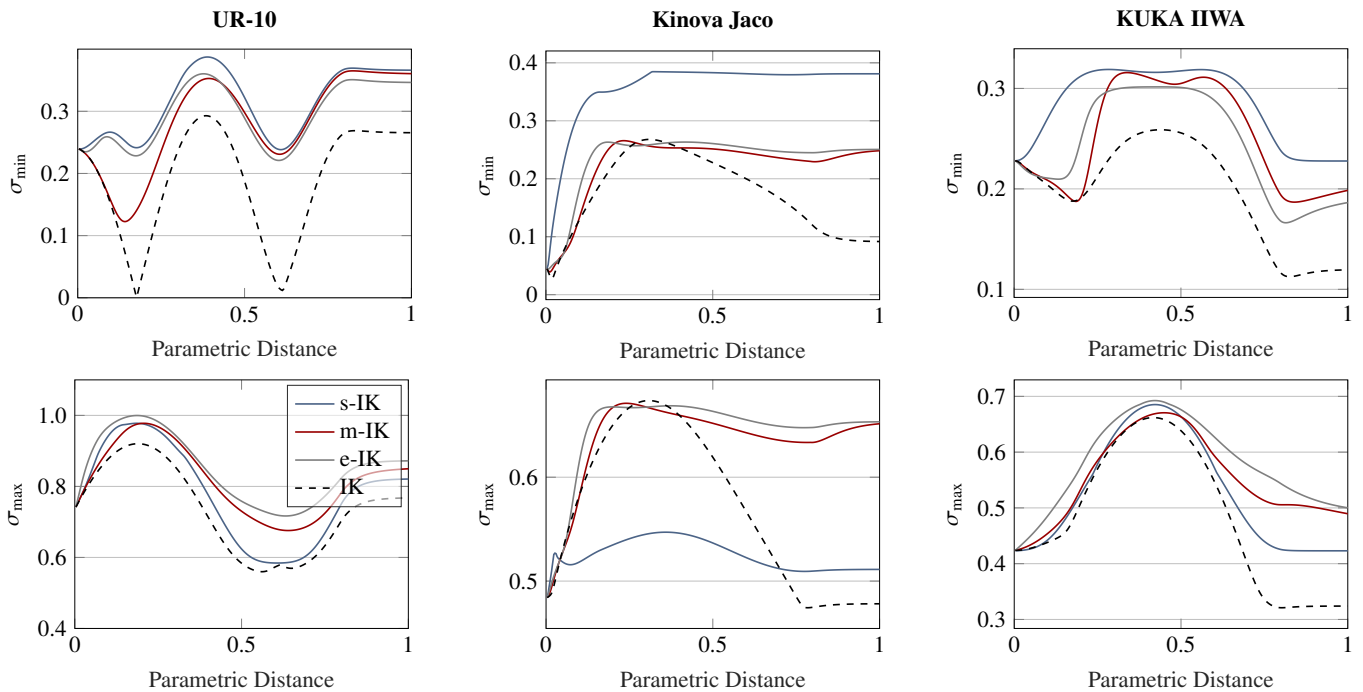 UR-10
Kinova Jaco
KUKA IIWA
σmin
0.3
0.2
0.1
0
0
0.5
1
Parametric Distance
σmin
0.4
0.3
0.2
0.1
0
0
0.5
1
Parametric Distance
σmin
0.3
0.2
0.1
0
0.5
1
Parametric Distance
σmax
1.0
0.8
0.6
0.4
0
0.5
1
s-IK
m-IK
e-IK
IK
Parametric Distance
σmax
0.6
0.5
0
0.5
1
Parametric Distance
σmax
0.7
0.6
0.5
0.4
0.3
0
0.5
1
Parametric Distance